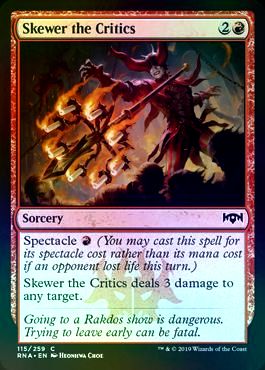 Skewer the Critics 2
Sorcery
Spectacle (You may cast this spell for
its spectacle cost rather than its mana cost
if an opponent lost life this turn.)
Skewer the Critics deals 3 damage to
any target.
Going to a Rakdos show is dangerous.
Trying to leave early can be fatal.
115/259 C
RNA • EN HEONHWA CHOE
™ & © 2019 Wizards of the Coast